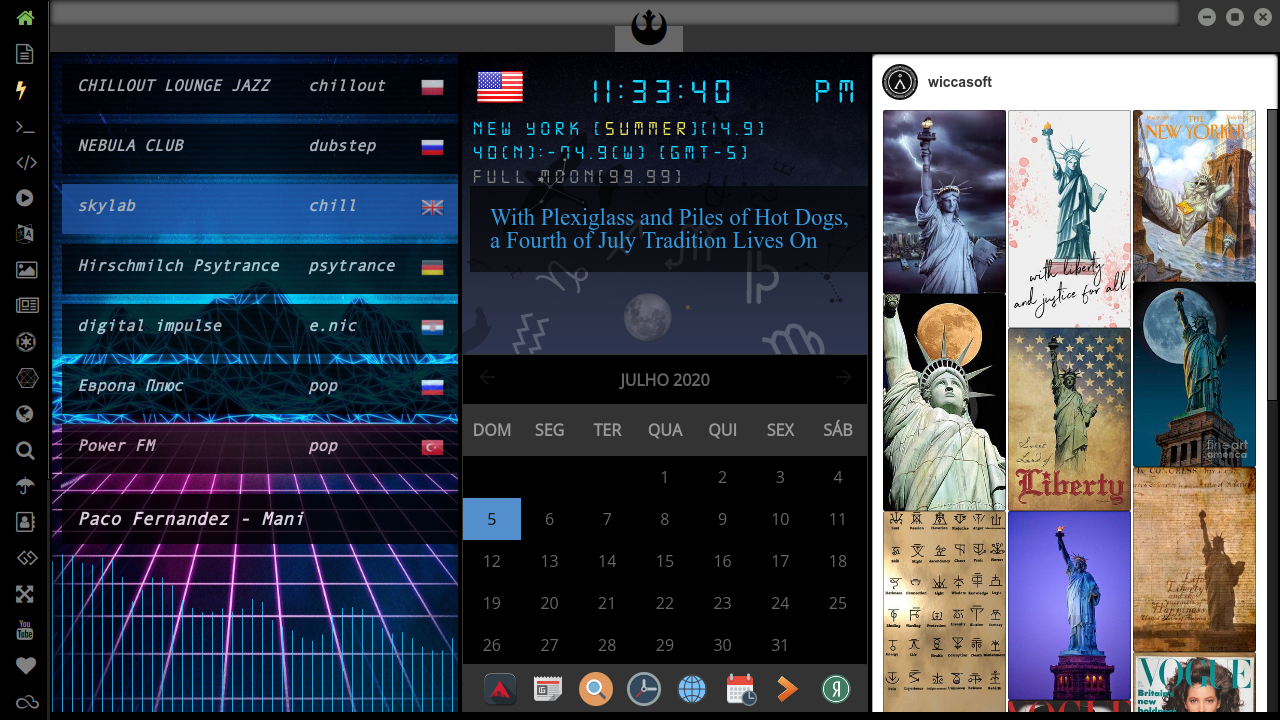 CHILLOUT LOUNGE JAZZ chillout
NEBULA CLUB dubstep
skylab chill
Hirschmilch Psytrance psytrance
digital impulse e.nic
Европа Плюс pop
Power FM pop
Paco Fernandez - Mani
11:33:40 PM
NEW YORK (SUMMER)(14.9)
40(N):-74.9(W) (GMT-5)
FULL MOON(99.99)
With Plexiglass and Piles of Hot Dogs,
a Fourth of July Tradition Lives On
JULHO 2020
DOM SEG TER QUA QUI SEX SÁB
1 2 3 4
5 6 7 8 9 10 11
12 13 14 15 16 17 18
19 20 21 22 23 24 25
26 27 28 29 30 31
wiccasoft
with liberty
and justice for all
THE
NEW YORKER
Sweet
Land of
Liberty
fineart
america
VOGUE
You
Tube